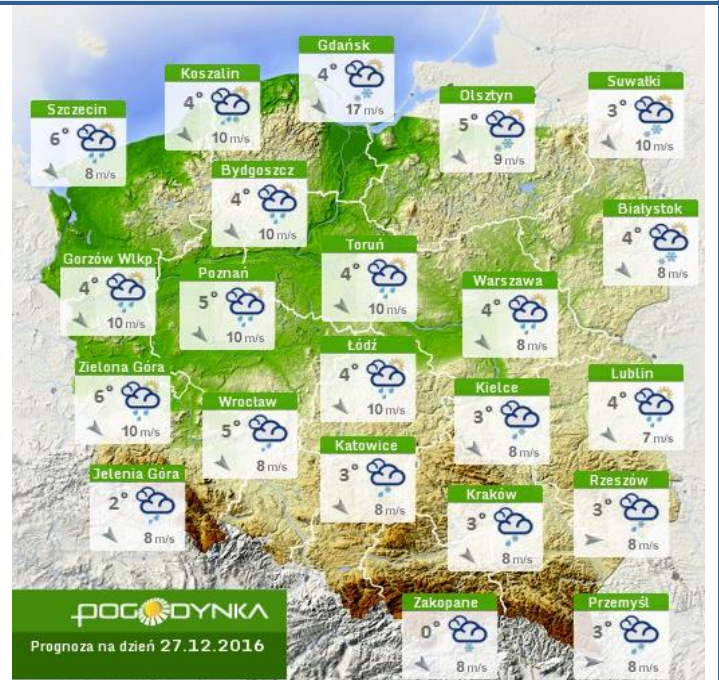 Gdańsk
4°
17 m/s
Koszalin
4°
10 m/s
Suwałki
3°
10 m/s
Olsztyn
5°
9 m/s
Szczecin
6°
8 m/s
Bydgoszcz
4°
10 m/s
Białystok
4°
8 m/s
Toruń
4°
10 m/s
Gorzów Wlkp
4°
10 m/s
Poznań
5°
10 m/s
Warszawa
4°
8 m/s
Łódź
4°
10 m/s
Zielona Góra
6°
10 m/s
Lublin
4°
7 m/s
Kielce
3°
8 m/s
Wrocław
5°
8 m/s
Katowice
3°
8 m/s
Jelenia Góra
2°
8 m/s
Rzeszów
3°
8 m/s
Kraków
3°
8 m/s
Zakopane
0°
8 m/s
Przemyśl
3°
8 m/s
POGODYNKA
Prognoza na dzień 27.12.2016